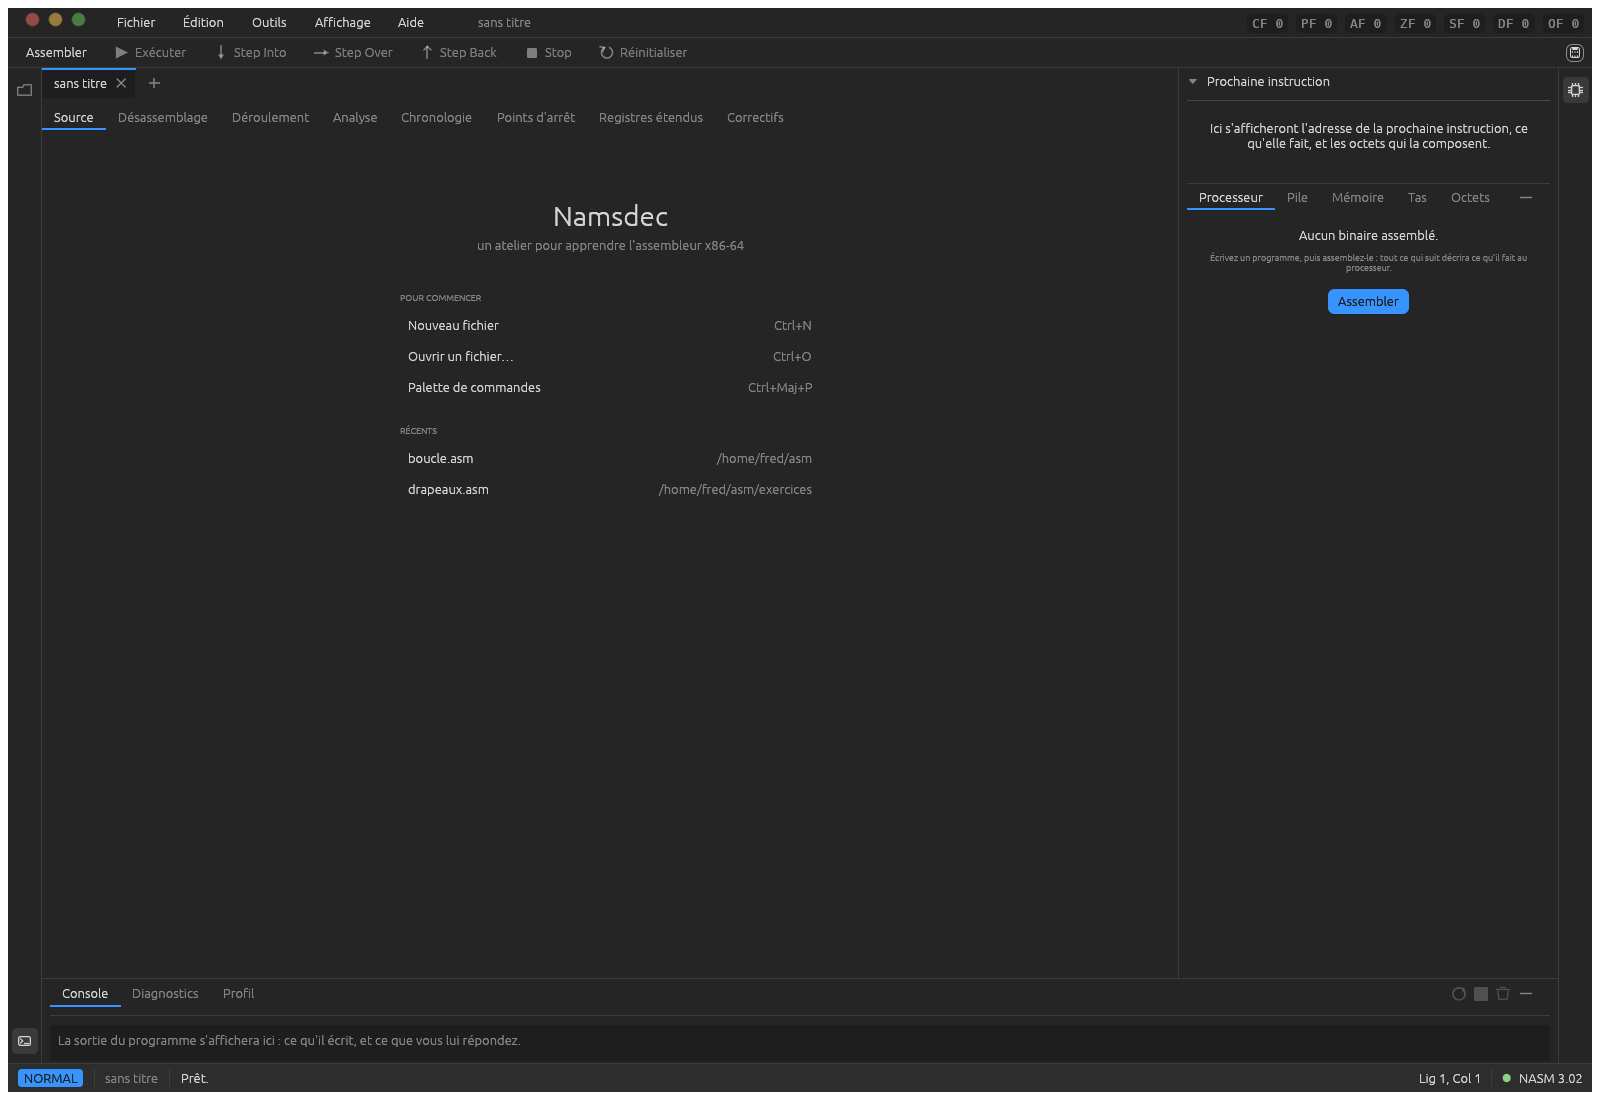 Fichier Édition Outils Affichage Aide sans titre CF 0 PF 0 AF 0 ZF 0 SF 0 DF 0 OF 0
Assembler Exécuter Step Into Step Over Step Back Stop Réinitialiser
sans titre
Source Désassemblage Déroulement Analyse Chronologie Points d'arrêt Registres étendus Correctifs
Namsdec
un atelier pour apprendre l'assembleur x86-64
POUR COMMENCER
Nouveau fichier Ctrl+N
Ouvrir un fichier... Ctrl+O
Palette de commandes Ctrl+Maj+P
RÉCENTS
boucle.asm /home/fred/asm
drapeaux.asm /home/fred/asm/exercices
Prochaine instruction
Ici s'afficheront l'adresse de la prochaine instruction, ce
qu'elle fait, et les octets qui la composent.
Processeur Pile Mémoire Tas Octets
Aucun binaire assemblé.
Écrivez un programme, puis assemblez-le : tout ce qui suit décrira ce qu'il fait au
processeur.
Assembler
Console Diagnostics Profil
La sortie du programme s'affichera ici : ce qu'il écrit, et ce que vous lui répondez.
NORMAL sans titre Prêt. Lig 1, Col 1 NASM 3.02